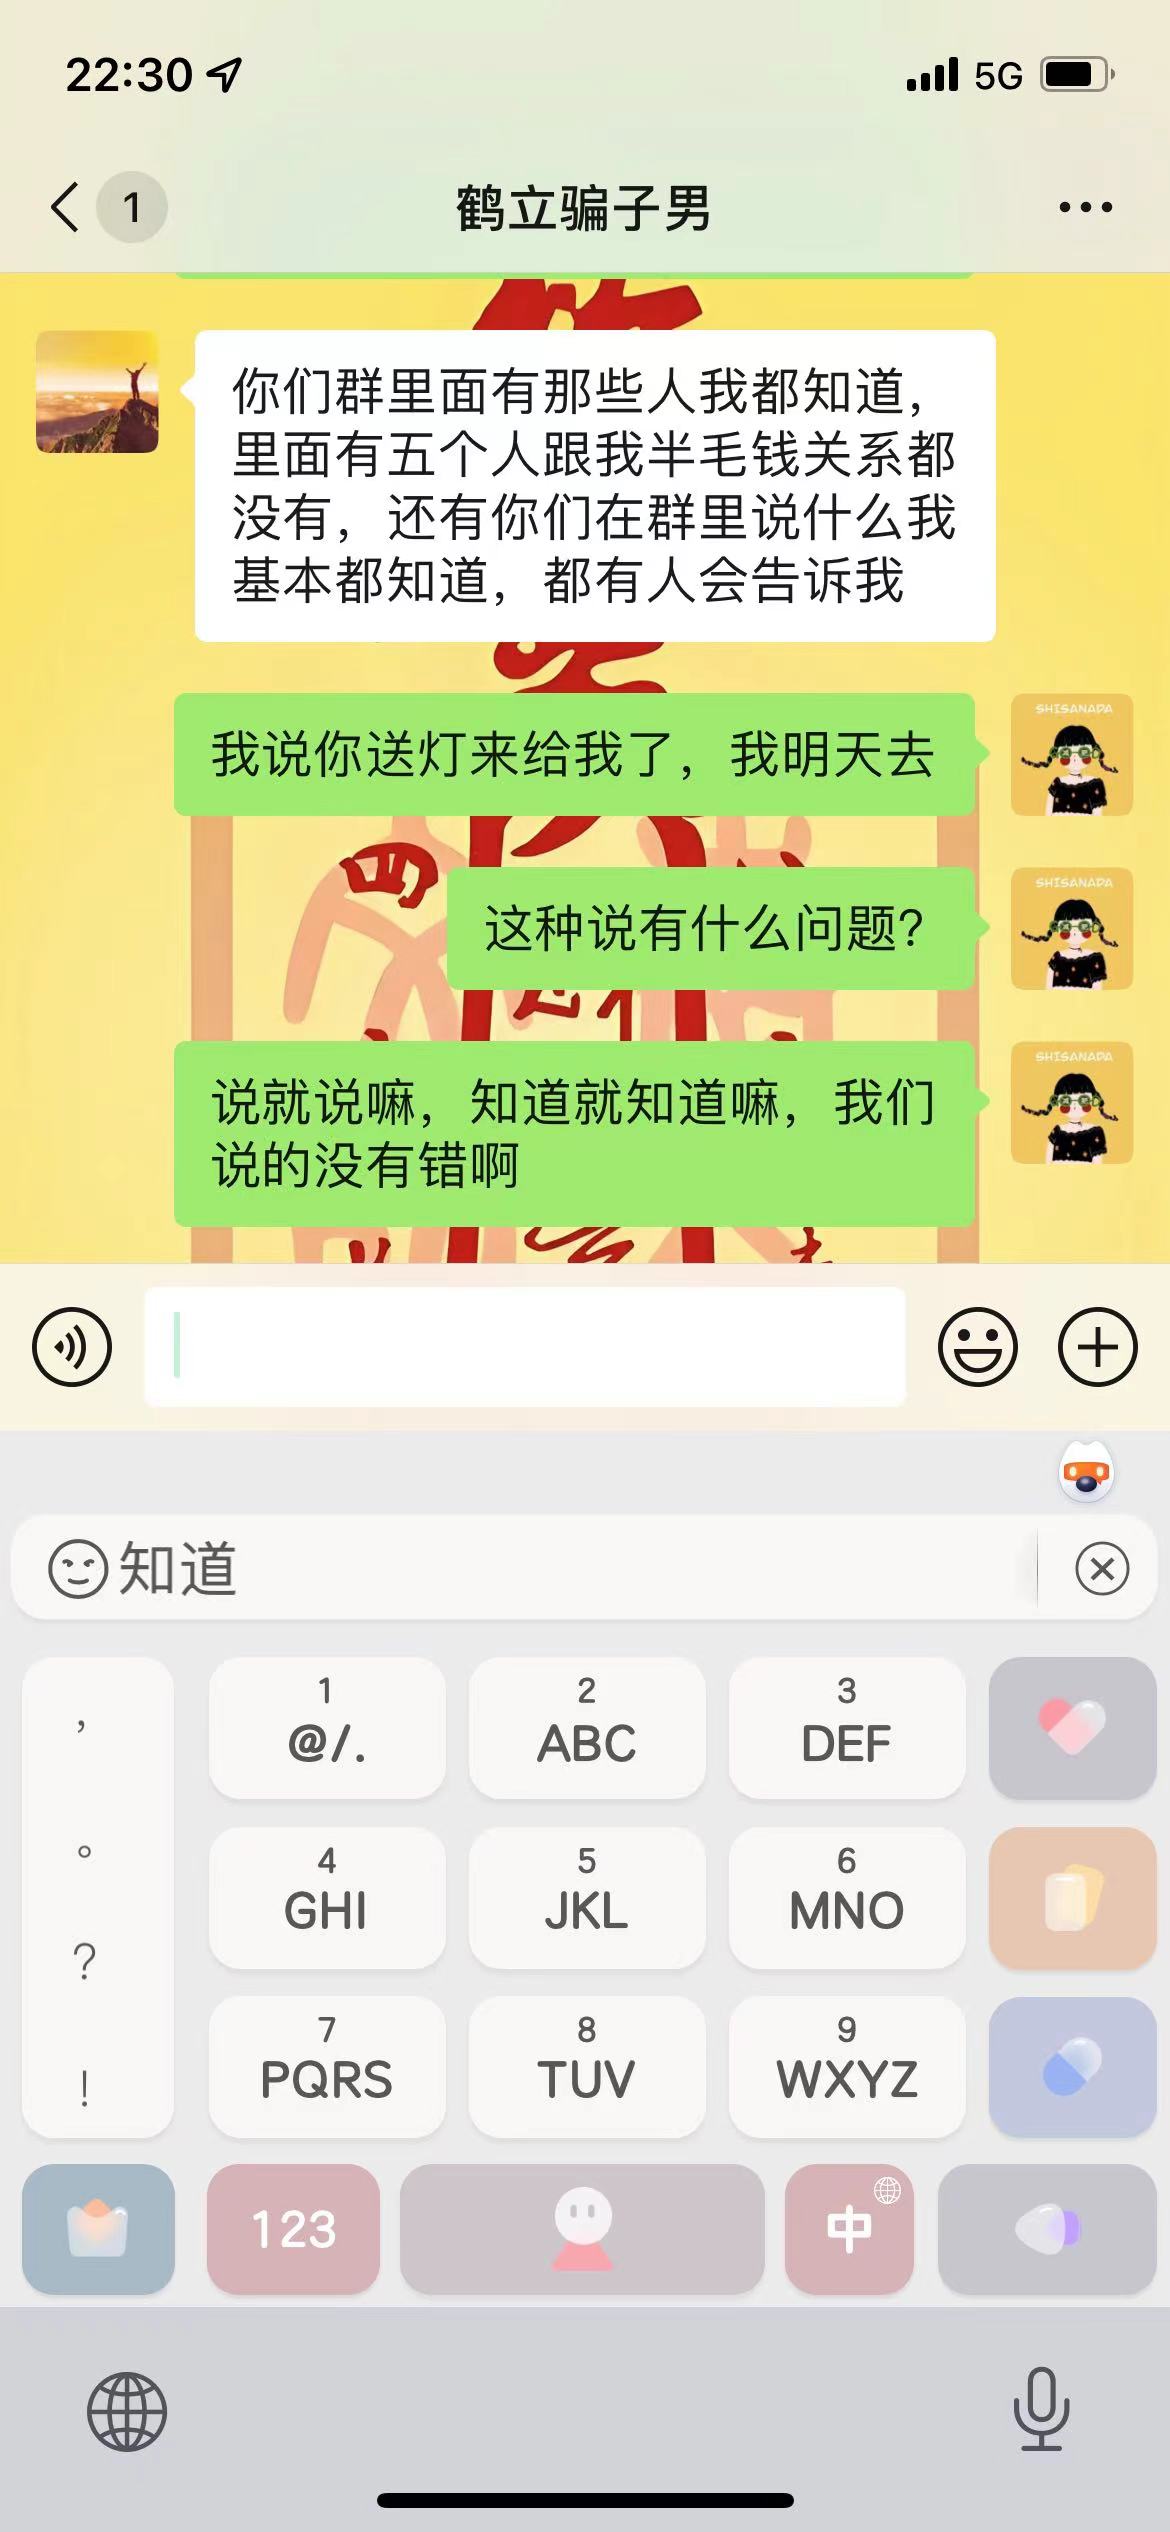 22:30
5G
1
鹤立骗子男
你们群里面有那些人我都知道，
里面有五个人跟我半毛钱关系都
没有，还有你们在群里说什么我
基本都知道，都有人会告诉我
SHISANADA
我说你送灯来给我了，我明天去
SHISANADA
这种说有什么问题？
SHISANADA
说就说嘛，知道就知道嘛，我们
说的没有错啊
四
知道
，
。
？
！
1
@/.
2
ABC
3
DEF
4
GHI
5
JKL
6
MNO
7
PQRS
8
TUV
9
WXYZ
123
中